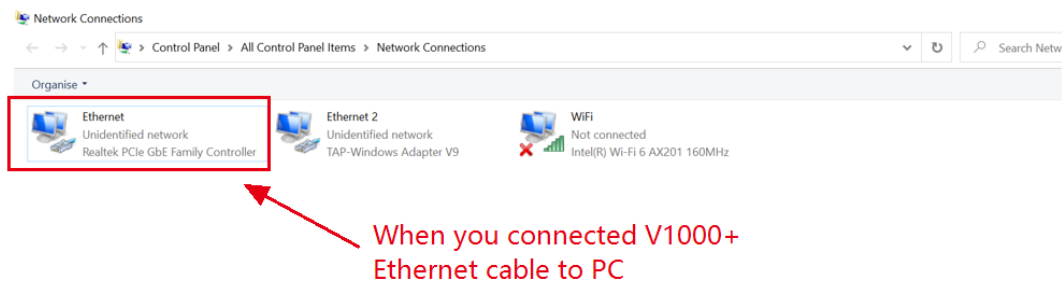 Network Connections
Control Panel > All Control Panel Items > Network Connections
Search Netw
Organise
Ethernet
Unidentified network
Realtek PCIe GbE Family Controller
Ethernet 2
Unidentified network
TAP-Windows Adapter V9
WiFi
Not connected
Intel(R) Wi-Fi 6 AX201 160MHz
When you connected V1000+
Ethernet cable to PC